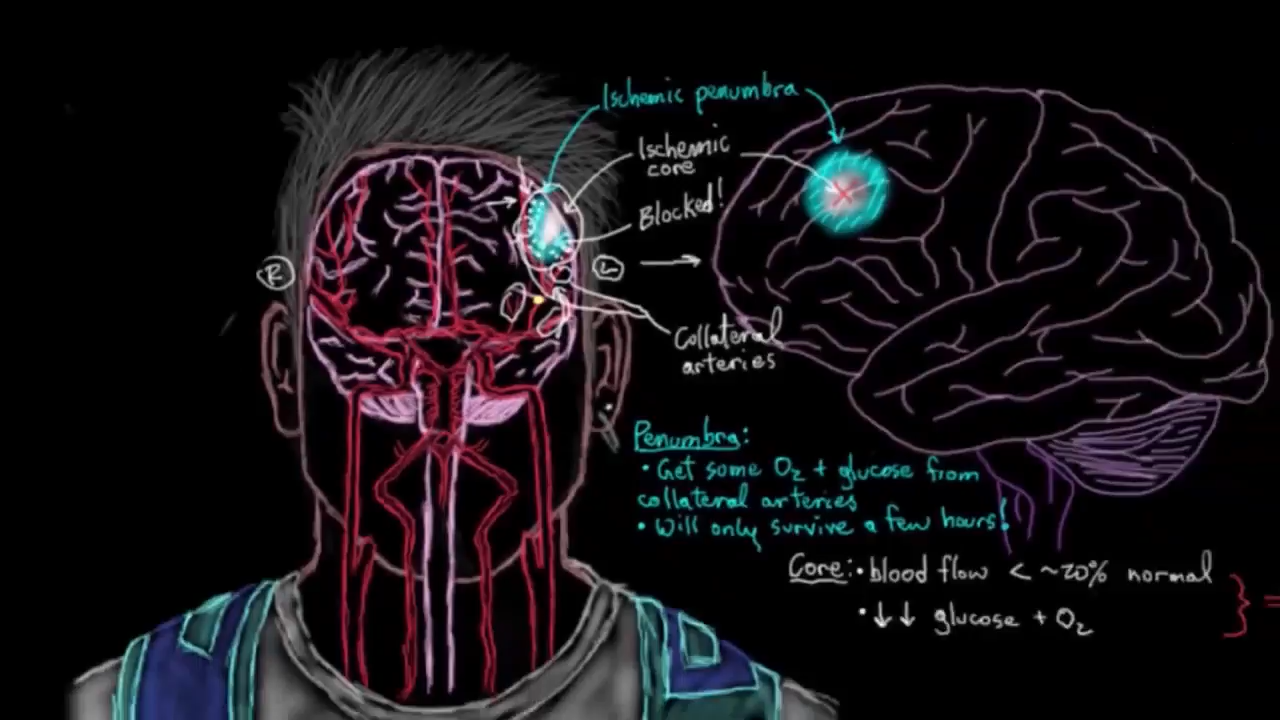 Ischemic penumbra
Ischemic
core
Blocked!
R
L
Collateral
arteries
Penumbra:
• Get some O₂ + glucose from
collateral arteries
• Will only survive a few hours!
Core: • blood flow < ~20% normal
• ↓↓ glucose + O₂
} =